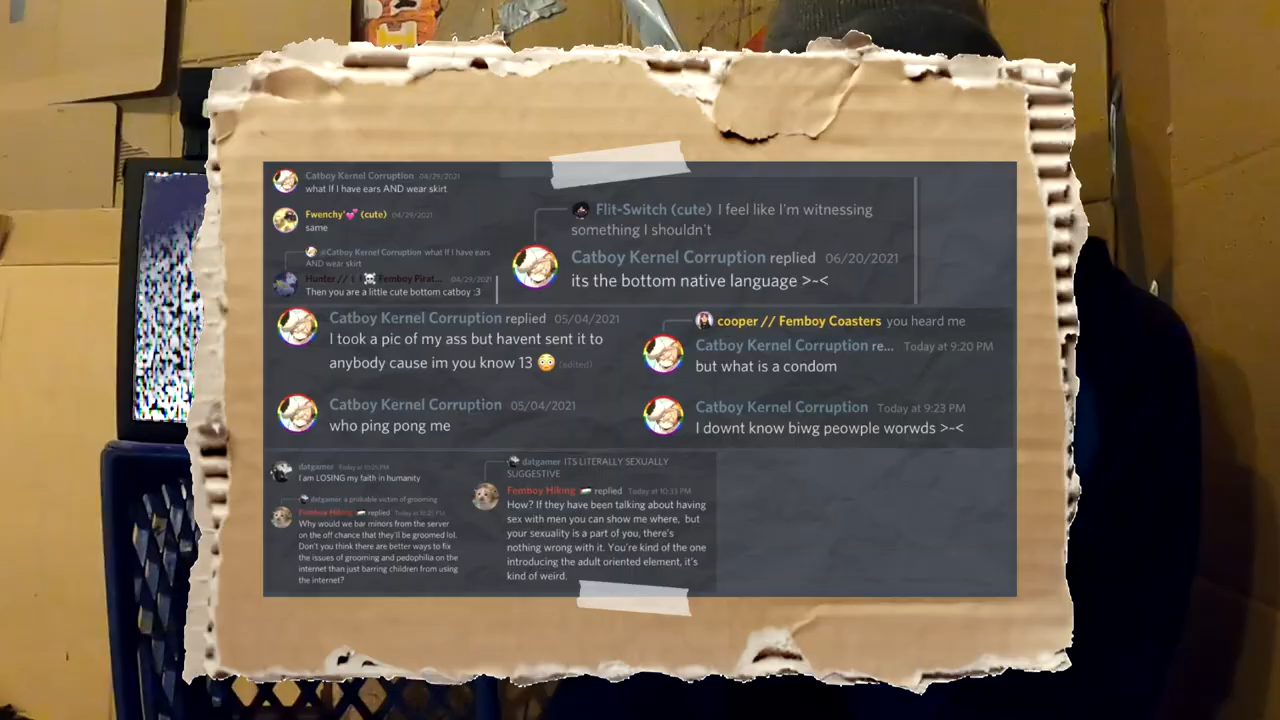 Catboy Kernel Corruption 04/29/2021
what If I have ears AND wear skirt
Fwenchy'💕 (cute) 04/29/2021
same
@Catboy Kernel Corruption what If I have ears
AND wear skirt
Femboy Pirat... 04/29/2021
Then you are a little cute bottom catboy :3
Flit-Switch (cute) I feel like I'm witnessing
something I shouldn't
Catboy Kernel Corruption replied 06/20/2021
its the bottom native language >-<
Catboy Kernel Corruption replied 05/04/2021
I took a pic of my ass but havent sent it to
anybody cause im you know 13 😳 (edited)
Catboy Kernel Corruption 05/04/2021
who ping pong me
cooper // Femboy Coasters you heard me
Catboy Kernel Corruption re... Today at 9:20 PM
but what is a condom
Catboy Kernel Corruption Today at 9:23 PM
I downt know biwg peowple worwds >-<
datgamer Today at 10:21 PM
I am LOSING my faith in humanity
datgamer a probable victim of grooming
Femboy Hiking replied Today at 10:21 PM
Why would we bar minors from the server
on the off chance that they'll be groomed lol.
Don't you think there are better ways to fix
the issues of grooming and pedophilia on the
internet than just barring children from using
the internet?
datgamer ITS LITERALLY SEXUALLY
SUGGESTIVE
Femboy Hiking replied Today at 10:33 PM
How? If they have been talking about having
sex with men you can show me where, but
your sexuality is a part of you, there's
nothing wrong with it. You're kind of the one
introducing the adult oriented element, it's
kind of weird.